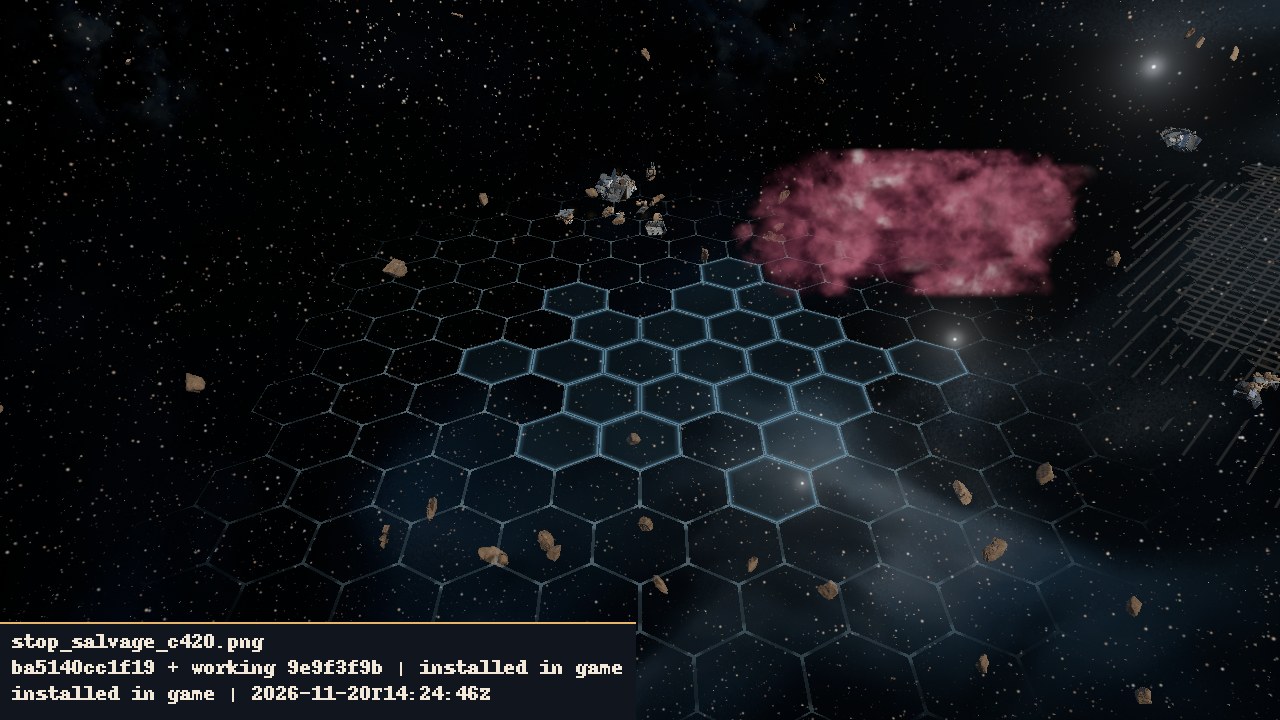 stop_salvage_c420.png
ba5140cc1f19 + working 9e9f3f9b | installed in game
installed in game | 2026-11-20T14:24:46Z